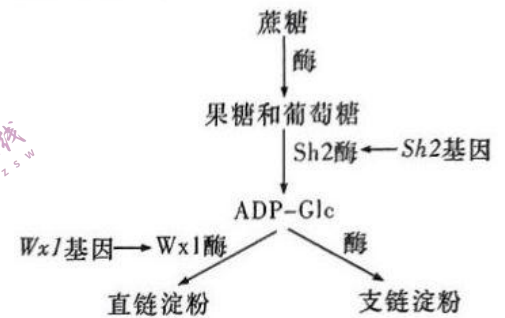 蔗糖
酶
果糖和葡萄糖
Sh2酶
Sh2基因
ADP-Glc
Wx1基因
Wx1酶
酶
直链淀粉
支链淀粉
线
zsw